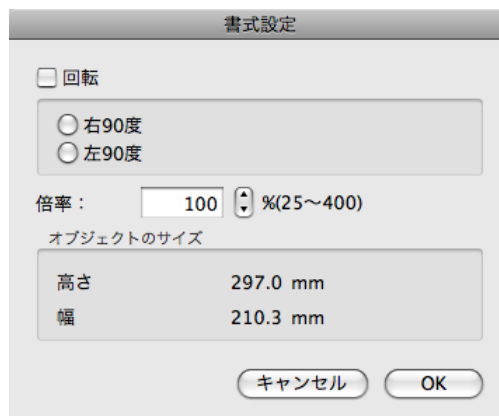 書式設定
回転
右90度
左90度
倍率： 100 %(25～400)
オブジェクトのサイズ
高さ 297.0 mm
幅 210.3 mm
キャンセル OK